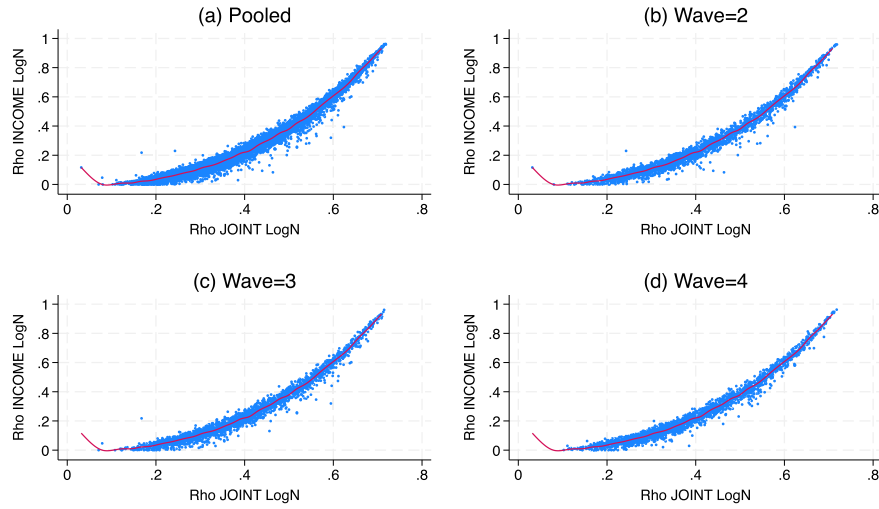 (a) Pooled
Rho INCOME LogN
1
.8
.6
.4
.2
0
0 .2 .4 .6 .8
Rho JOINT LogN
(b) Wave=2
Rho INCOME LogN
1
.8
.6
.4
.2
0
0 .2 .4 .6 .8
Rho JOINT LogN
(c) Wave=3
Rho INCOME LogN
1
.8
.6
.4
.2
0
0 .2 .4 .6 .8
Rho JOINT LogN
(d) Wave=4
Rho INCOME LogN
1
.8
.6
.4
.2
0
0 .2 .4 .6 .8
Rho JOINT LogN